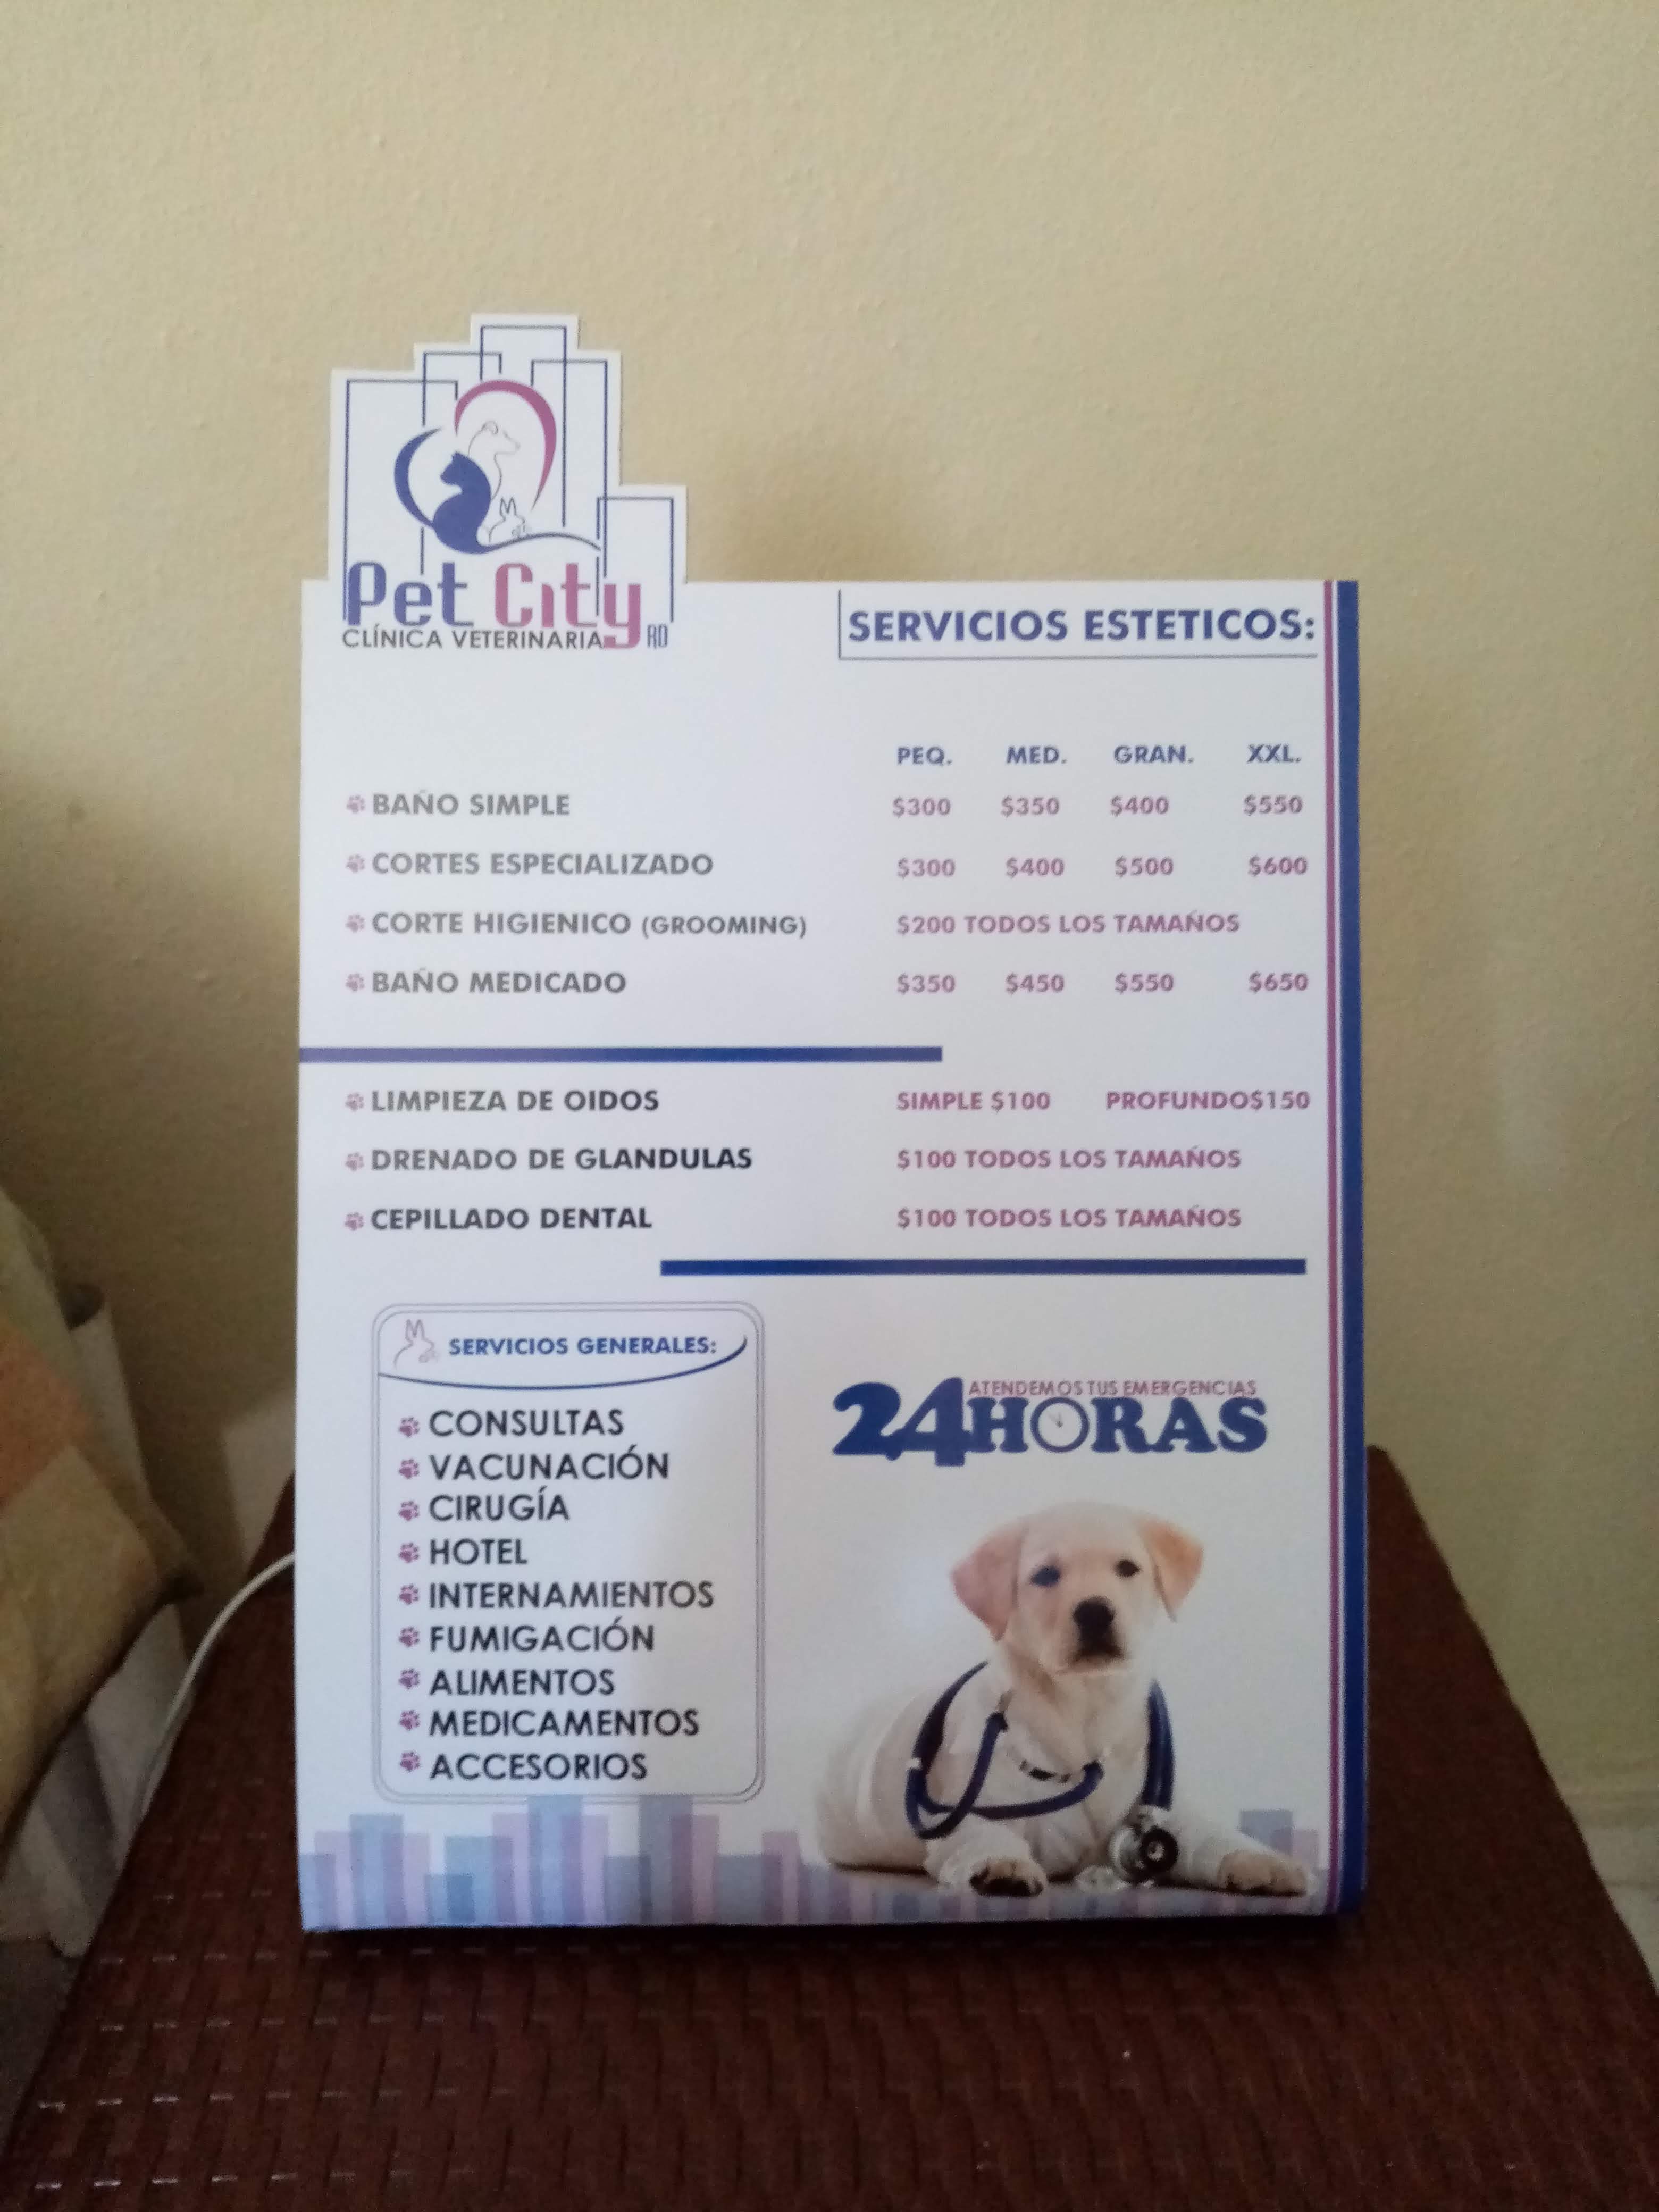 Pet City RD
CLÍNICA VETERINARIA
SERVICIOS ESTETICOS:
PEQ. MED. GRAN. XXL.
BAÑO SIMPLE $300 $350 $400 $550
CORTES ESPECIALIZADO $300 $400 $500 $600
CORTE HIGIENICO (GROOMING) $200 TODOS LOS TAMAÑOS
BAÑO MEDICADO $350 $450 $550 $650
LIMPIEZA DE OIDOS SIMPLE $100 PROFUNDO$150
DRENADO DE GLANDULAS $100 TODOS LOS TAMAÑOS
CEPILLADO DENTAL $100 TODOS LOS TAMAÑOS
SERVICIOS GENERALES:
CONSULTAS
VACUNACIÓN
CIRUGÍA
HOTEL
INTERNAMIENTOS
FUMIGACIÓN
ALIMENTOS
MEDICAMENTOS
ACCESORIOS
ATENDEMOS TUS EMERGENCIAS
24 HORAS